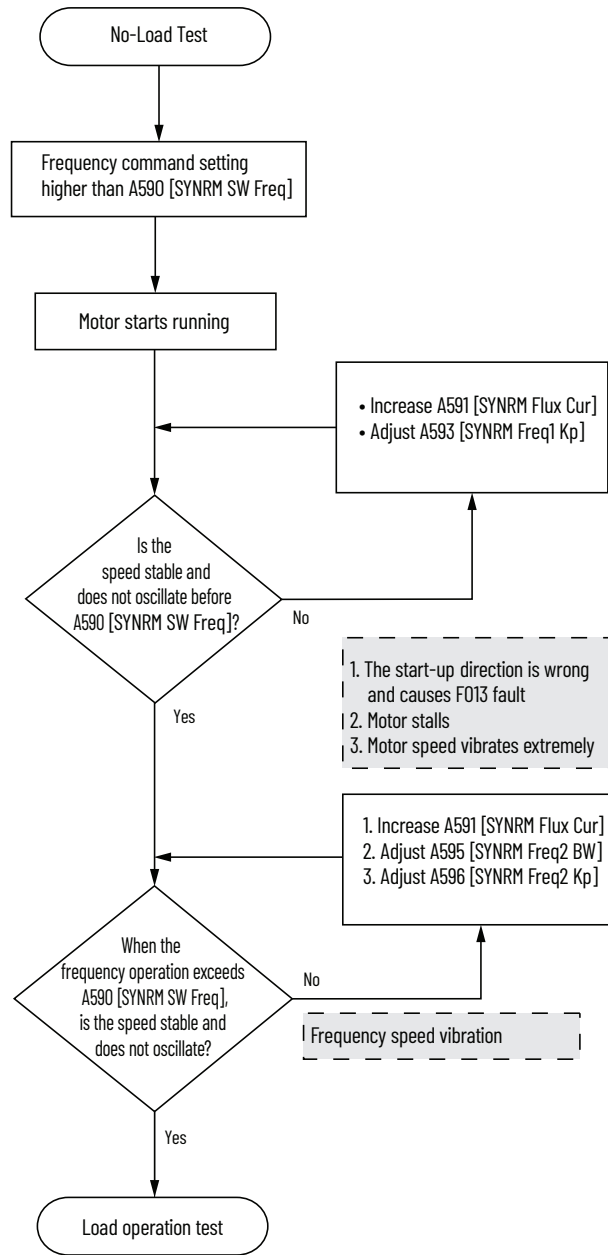 No-Load Test
Frequency command setting
higher than A590 [SYNRM SW Freq]
Motor starts running
• Increase A591 [SYNRM Flux Cur]
• Adjust A593 [SYNRM Freq1 Kp]
Is the
speed stable and
does not oscillate before
A590 [SYNRM SW Freq]?
No
Yes
1. The start-up direction is wrong
and causes F013 fault
2. Motor stalls
3. Motor speed vibrates extremely
1. Increase A591 [SYNRM Flux Cur]
2. Adjust A595 [SYNRM Freq2 BW]
3. Adjust A596 [SYNRM Freq2 Kp]
When the
frequency operation exceeds
A590 [SYNRM SW Freq],
is the speed stable and
does not oscillate?
No
Frequency speed vibration
Yes
Load operation test